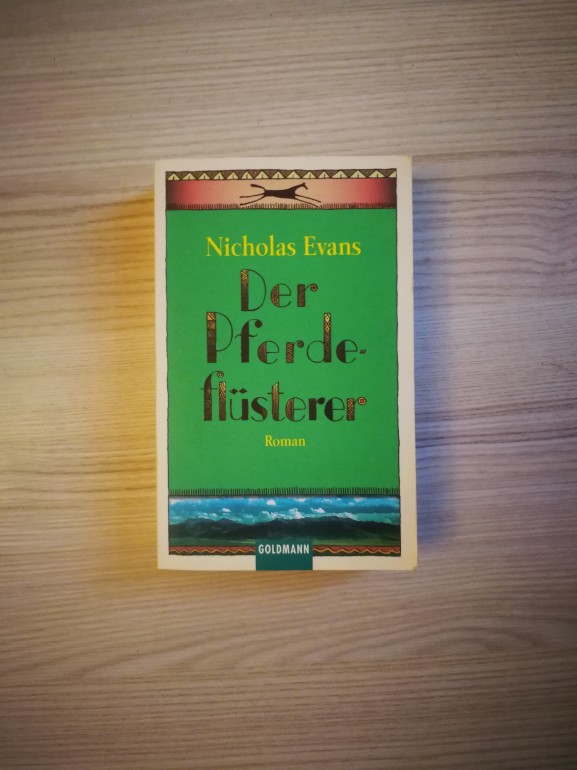 Nicholas Evans
Der
Pferde-
flüsterer
Roman
GOLDMANN